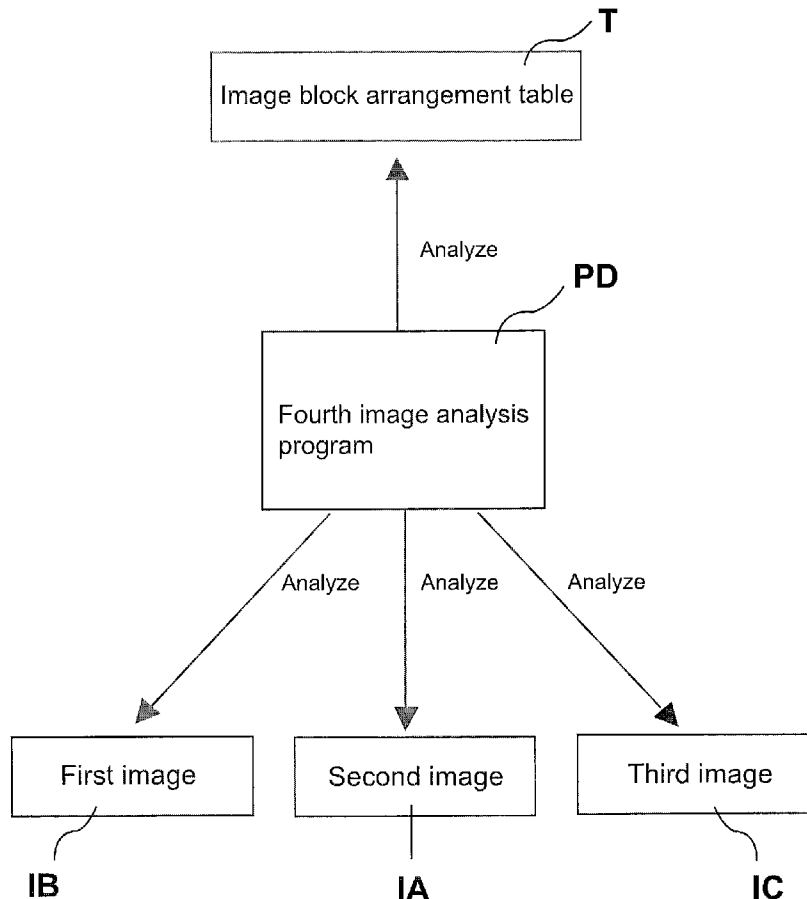 T
Image block arrangement table
Analyze
PD
Fourth image analysis
program
Analyze
Analyze
Analyze
First image
Second image
Third image
IB
IA
IC